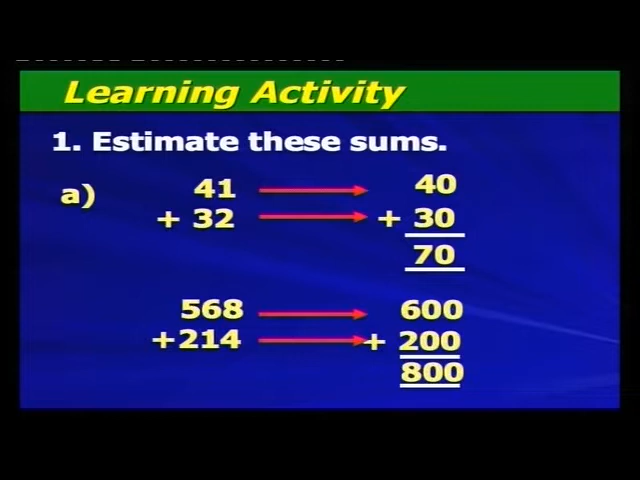 Learning Activity
1. Estimate these sums.
a) 41 40
+ 32 + 30
70
568 600
+214 + 200
800